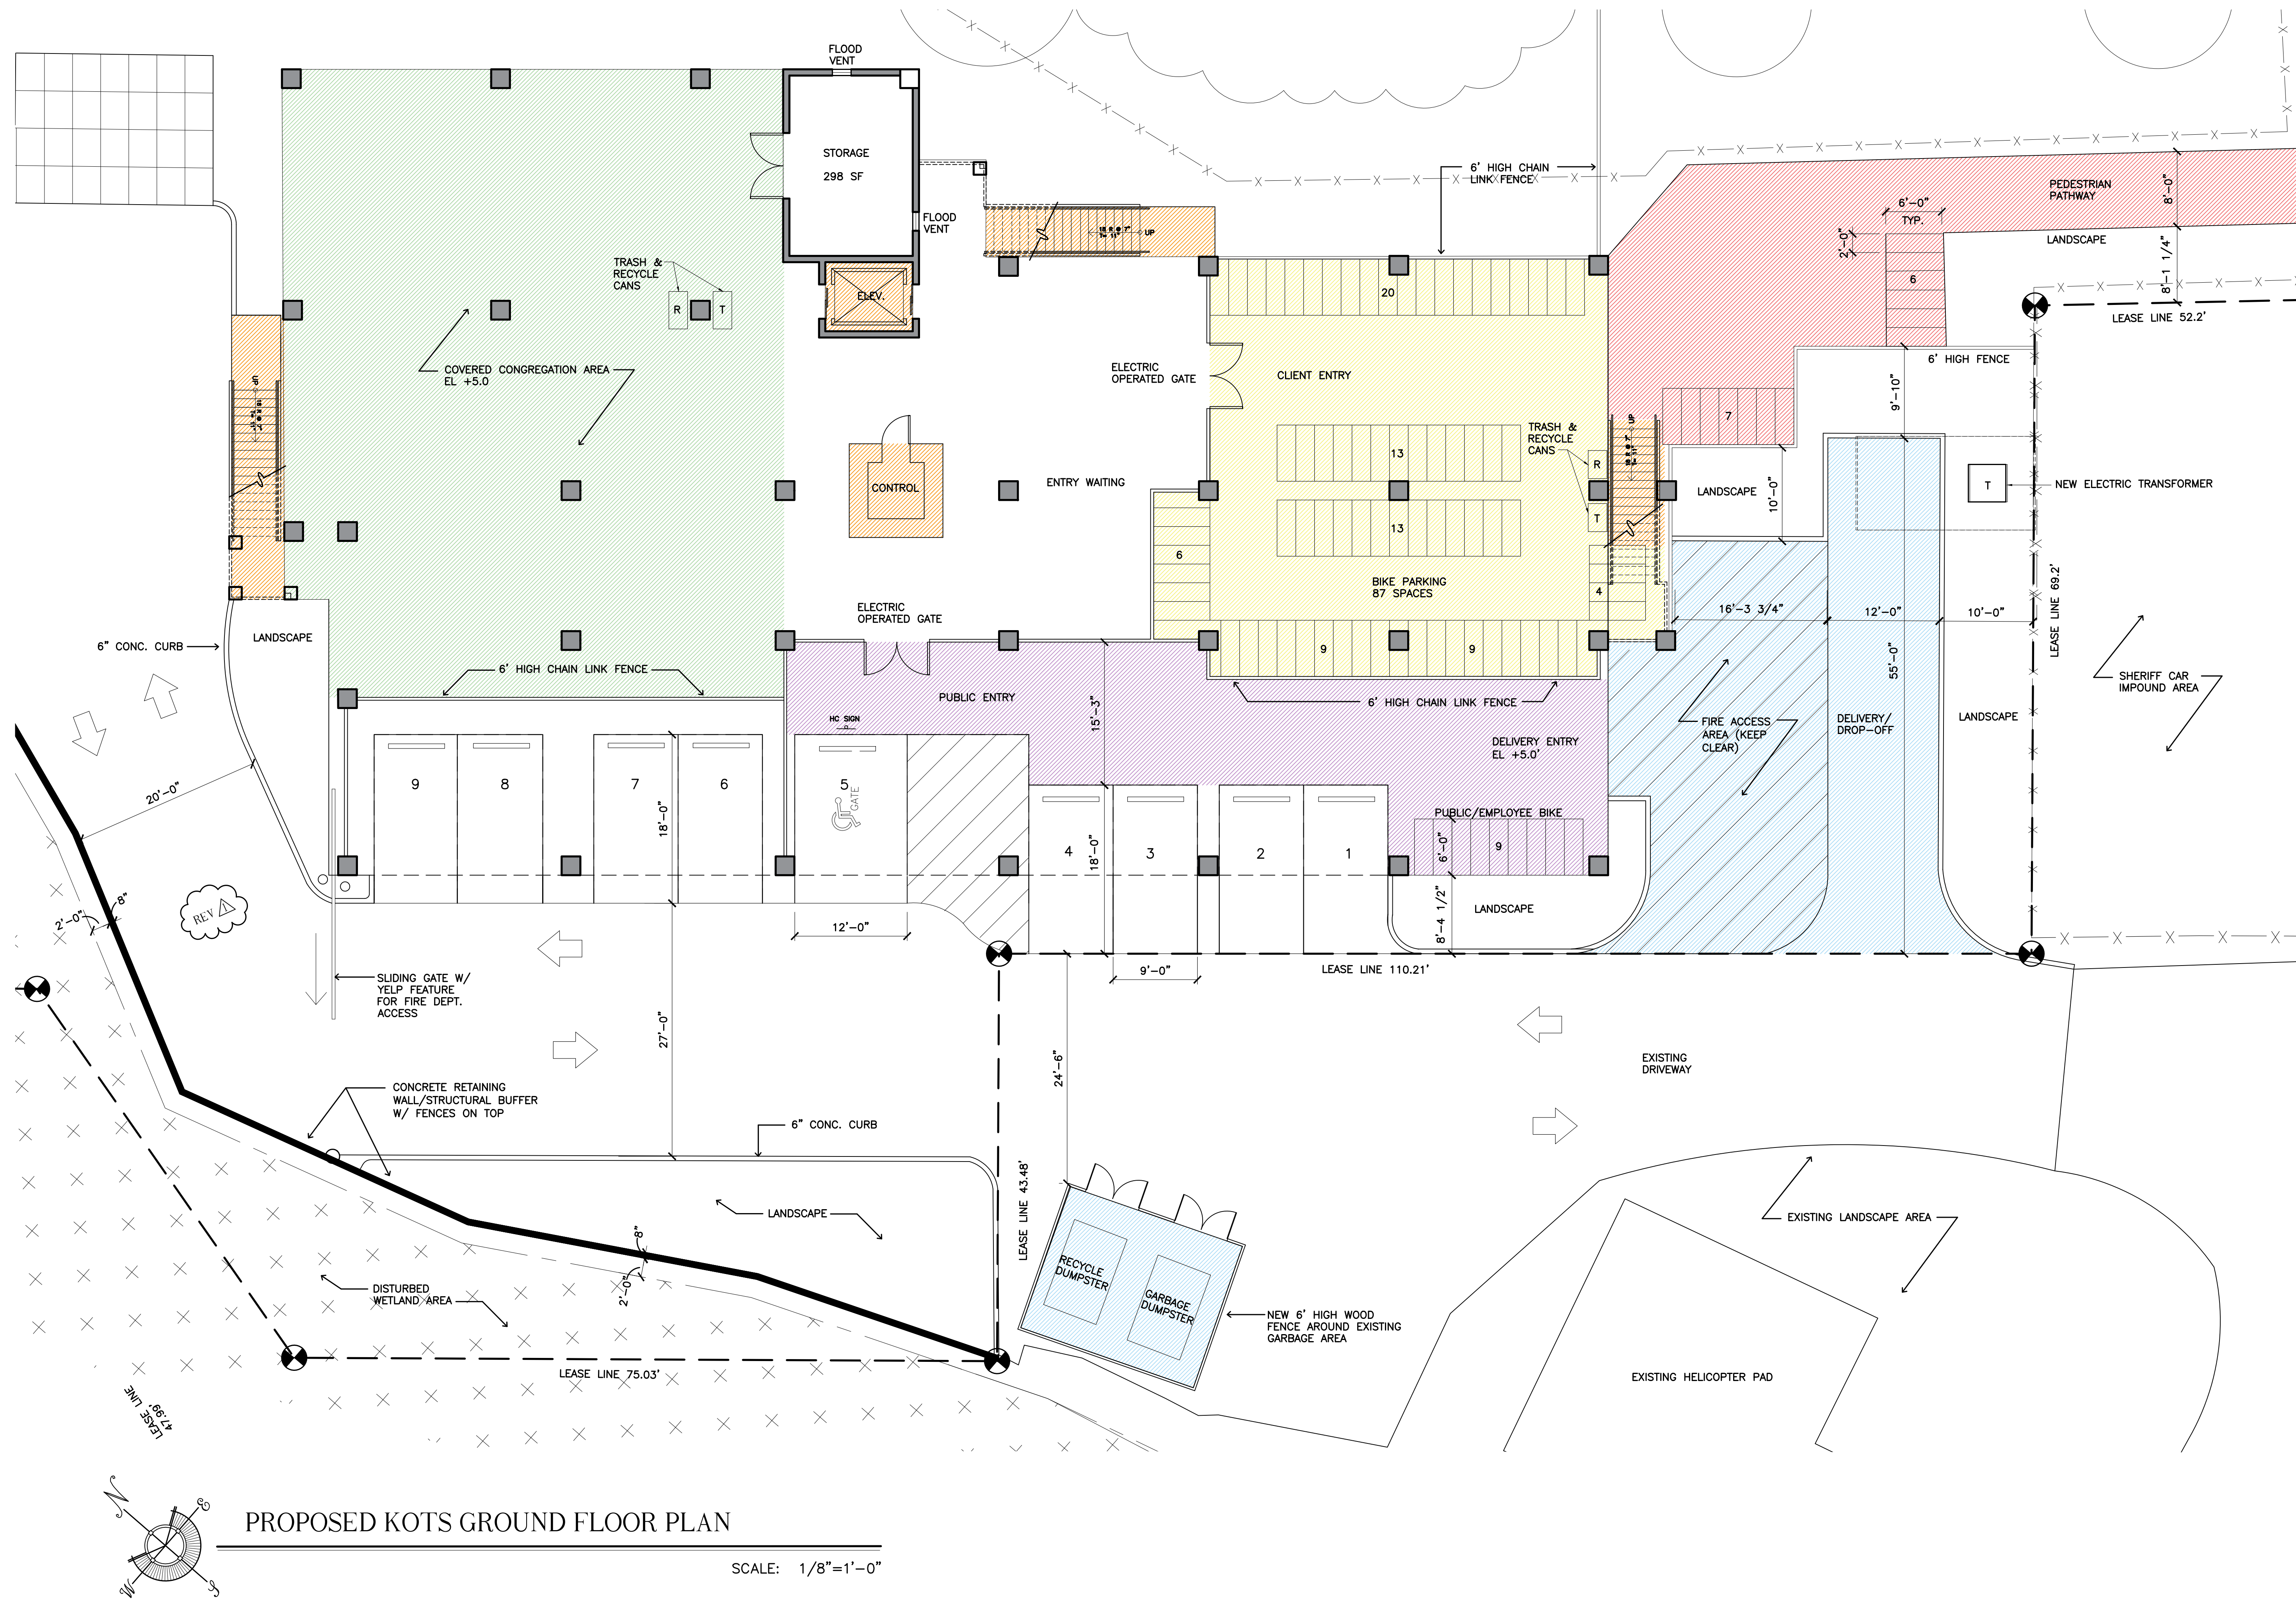 FLOOD
VENT
STORAGE
298 SF
FLOOD
VENT
18 R @ 7"
T= 11"
UP
6' HIGH CHAIN
LINK FENCE
PEDESTRIAN
PATHWAY
8'-0"
6'-0"
TYP.
2'-0"
LANDSCAPE
8'-1 1/4"
6
LEASE LINE 52.2'
TRASH &
RECYCLE
CANS
R
T
ELEV.
20
6' HIGH FENCE
COVERED CONGREGATION AREA
EL +5.0
ELECTRIC
OPERATED GATE
CLIENT ENTRY
9'-10"
UP
18 R @ 7"
T= 11"
7
TRASH &
RECYCLE
CANS
R
T
UP
13
CONTROL
ENTRY WAITING
LANDSCAPE
10'-0"
T
NEW ELECTRIC TRANSFORMER
13
6
BIKE PARKING
87 SPACES
4
ELECTRIC
OPERATED GATE
16'-3 3/4"
12'-0"
10'-0"
LEASE LINE 69.2'
6" CONC. CURB
LANDSCAPE
9
9
55'-0"
6' HIGH CHAIN LINK FENCE
PUBLIC ENTRY
15'-3"
6' HIGH CHAIN LINK FENCE
SHERIFF CAR
IMPOUND AREA
HC SIGN
FIRE ACCESS
AREA (KEEP
CLEAR)
DELIVERY/
DROP-OFF
LANDSCAPE
DELIVERY ENTRY
EL +5.0'
20'-0"
9
8
7
6
5
GATE
18'-0"
PUBLIC/EMPLOYEE BIKE
4
18'-0"
3
2
1
6'-0"
9
2'-0"
8"
REV 1
12'-0"
8'-4 1/2"
LANDSCAPE
SLIDING GATE W/
YELP FEATURE
FOR FIRE DEPT.
ACCESS
9'-0"
LEASE LINE 110.21'
27'-0"
24'-6"
EXISTING
DRIVEWAY
CONCRETE RETAINING
WALL/STRUCTURAL BUFFER
W/ FENCES ON TOP
6" CONC. CURB
LEASE LINE 43.48'
LANDSCAPE
EXISTING LANDSCAPE AREA
8"
2'-0"
DISTURBED
WETLAND AREA
RECYCLE
DUMPSTER
GARBAGE
DUMPSTER
NEW 6' HIGH WOOD
FENCE AROUND EXISTING
GARBAGE AREA
LEASE LINE 75.03'
EXISTING HELICOPTER PAD
LEASE LINE
47.99'
N
E
W
S
PROPOSED KOTS GROUND FLOOR PLAN
SCALE: 1/8"=1'-0"